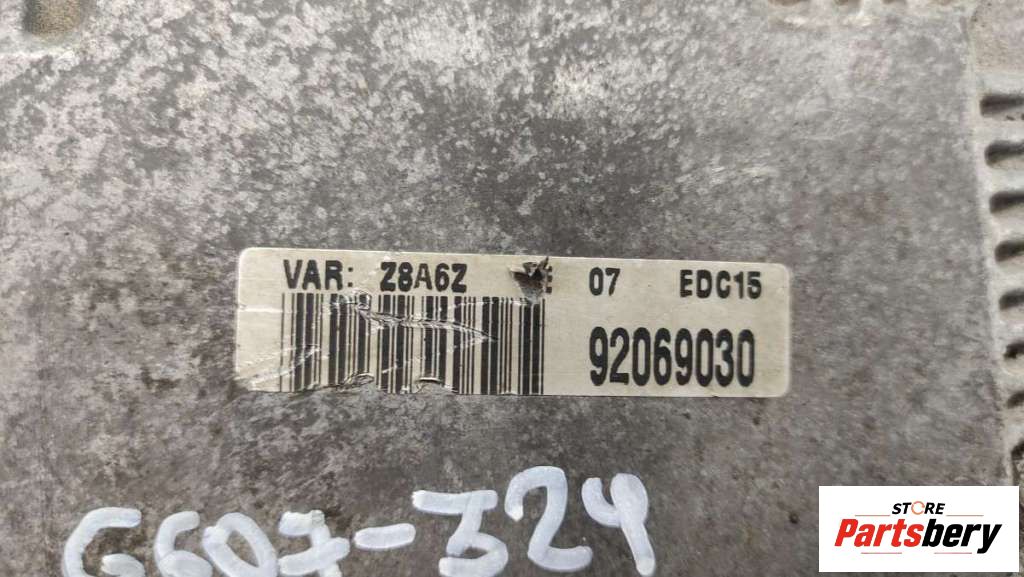 VAR: Z8A6Z E 07 EDC15
92069030
G607-324
STORE
Partsbery